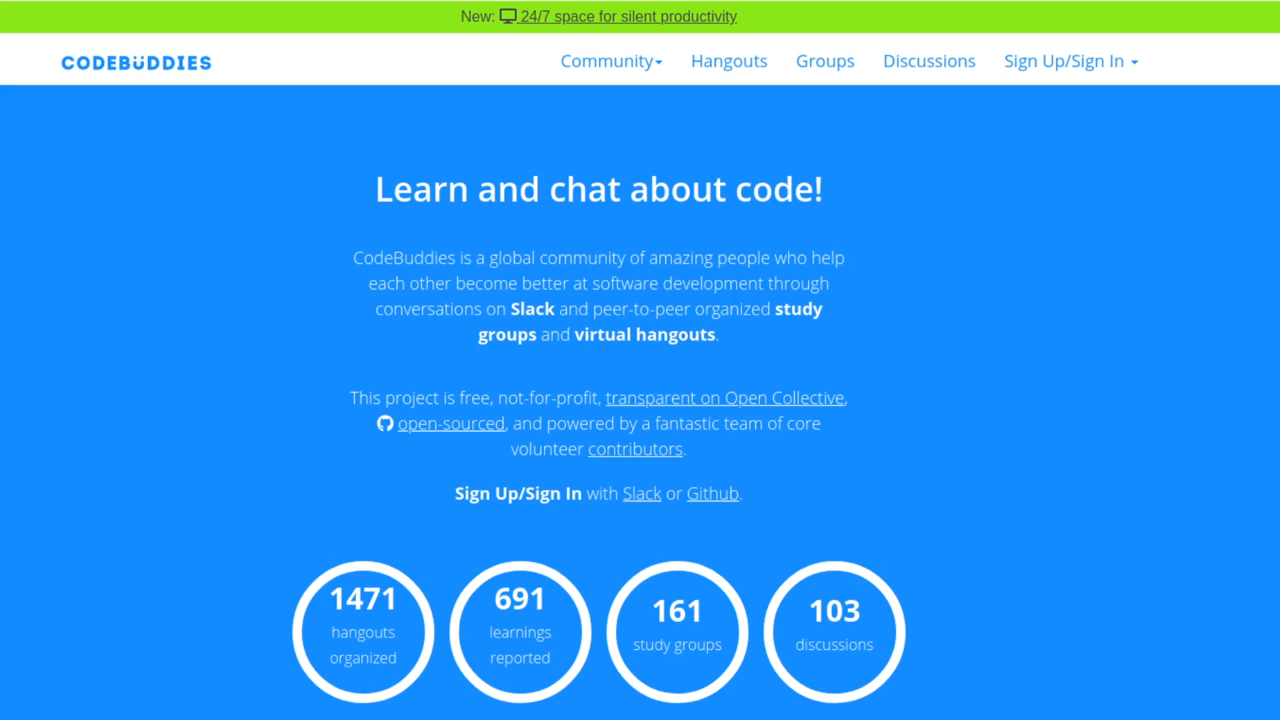 New: 24/7 space for silent productivity
CODEBUDDIES
Community
Hangouts
Groups
Discussions
Sign Up/Sign In
Learn and chat about code!
CodeBuddies is a global community of amazing people who help
each other become better at software development through
conversations on Slack and peer-to-peer organized study
groups and virtual hangouts.
This project is free, not-for-profit, transparent on Open Collective,
open-sourced, and powered by a fantastic team of core
volunteer contributors.
Sign Up/Sign In with Slack or Github.
1471
hangouts
organized
691
learnings
reported
161
study groups
103
discussions